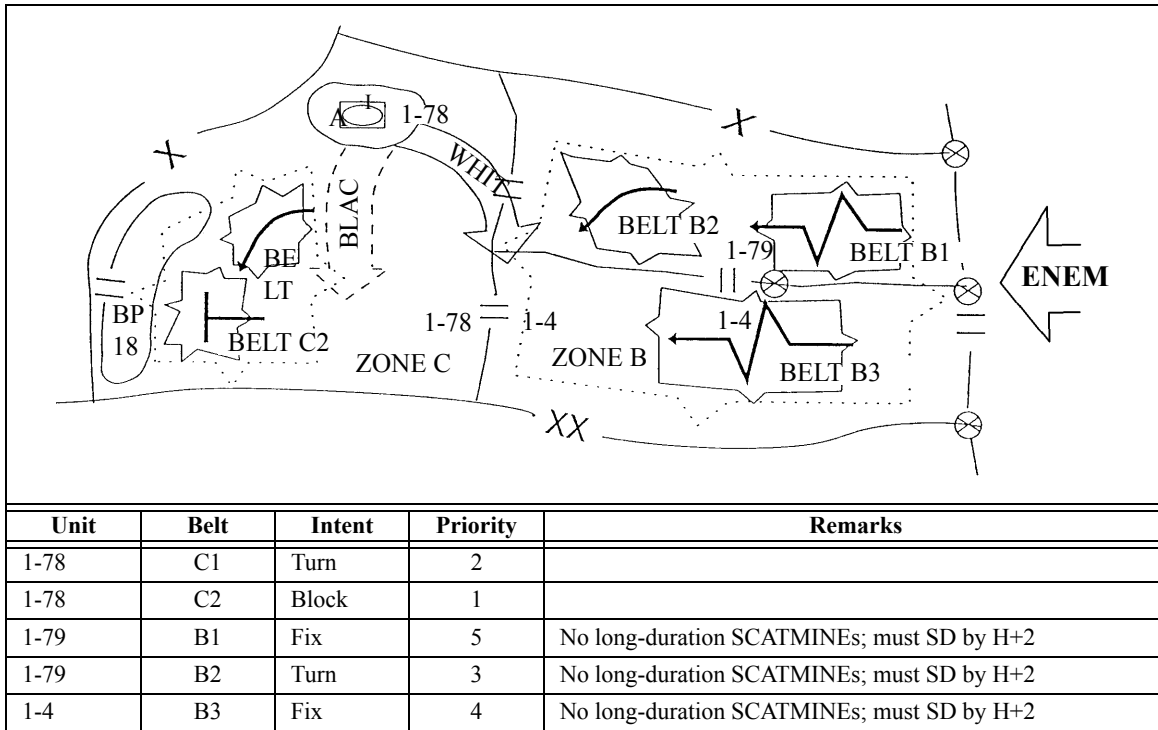 X
I
A
1-78
X
WHIT
BLAC
BELT B2
BE
LT
1-79
BELT B1
ENEM
BP
18
BELT C2
1-78
1-4
1-4
ZONE C
ZONE B
BELT B3
XX
Unit Belt Intent Priority Remarks
1-78 C1 Turn 2
1-78 C2 Block 1
1-79 B1 Fix 5 No long-duration SCATMINEs; must SD by H+2
1-79 B2 Turn 3 No long-duration SCATMINEs; must SD by H+2
1-4 B3 Fix 4 No long-duration SCATMINEs; must SD by H+2